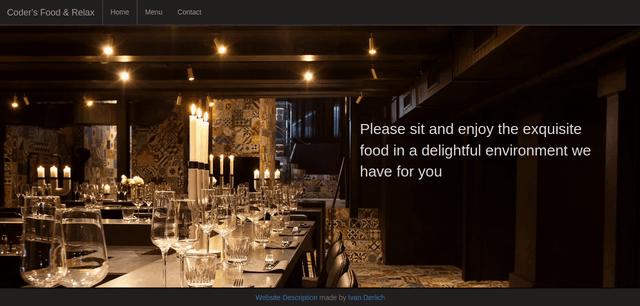 Coder's Food & Relax
Home
Menu
Contact
Please sit and enjoy the exquisite
food in a delightful environment we
have for you
Website Description made by Ivan Derlich